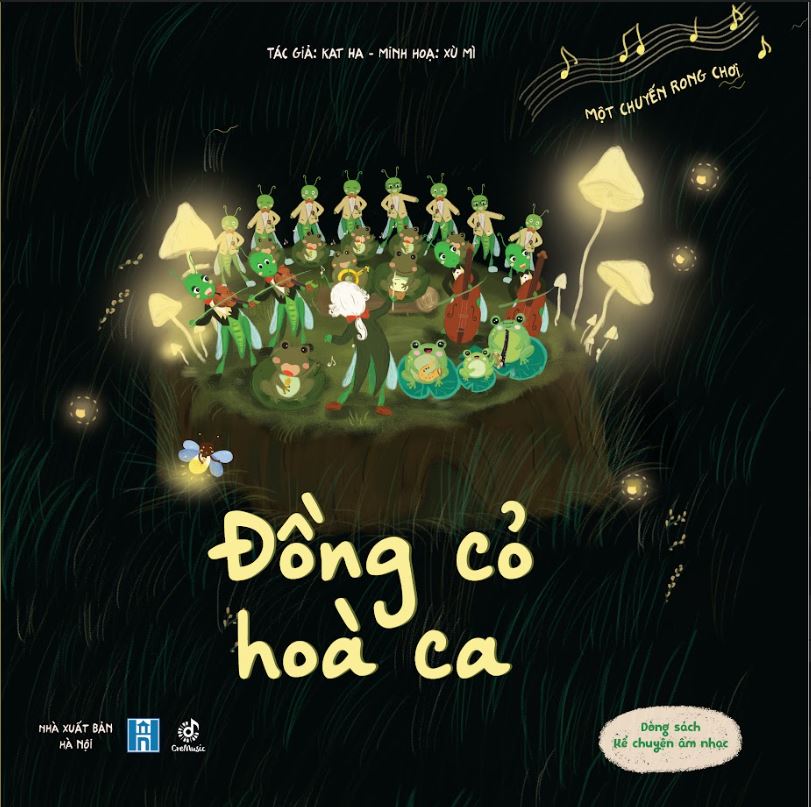 TÁC GIẢ: KAT HA - MINH HOẠ: XÙ MÌ
MỘT CHUYẾN RONG CHƠI
Đồng cỏ
hoà ca
NHÀ XUẤT BẢN
HÀ NỘI
CreMusic
Dòng sách
Kể chuyện âm nhạc